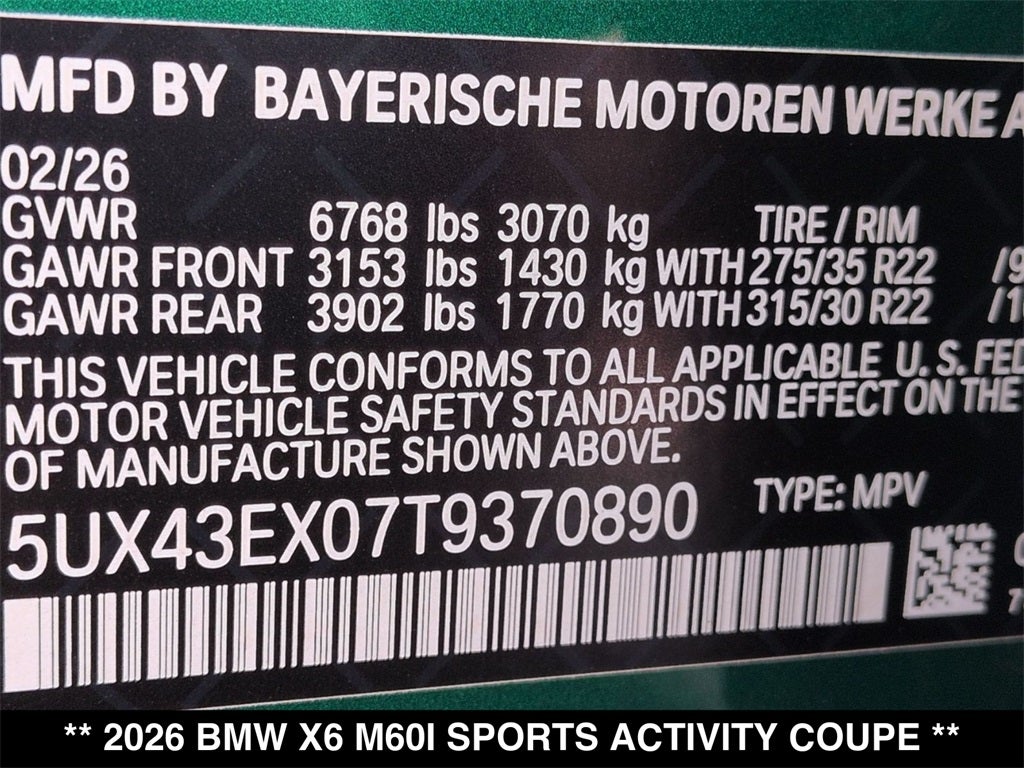 MFD BY BAYERISCHE MOTOREN WERKE A
02/26
GVWR 6768 lbs 3070 kg TIRE / RIM
GAWR FRONT 3153 lbs 1430 kg WITH 275/35 R22 /9
GAWR REAR 3902 lbs 1770 kg WITH 315/30 R22 /10
THIS VEHICLE CONFORMS TO ALL APPLICABLE U. S. FED
MOTOR VEHICLE SAFETY STANDARDS IN EFFECT ON THE
OF MANUFACTURE SHOWN ABOVE.
5UX43EX07T9370890 TYPE: MPV
** 2026 BMW X6 M60I SPORTS ACTIVITY COUPE **